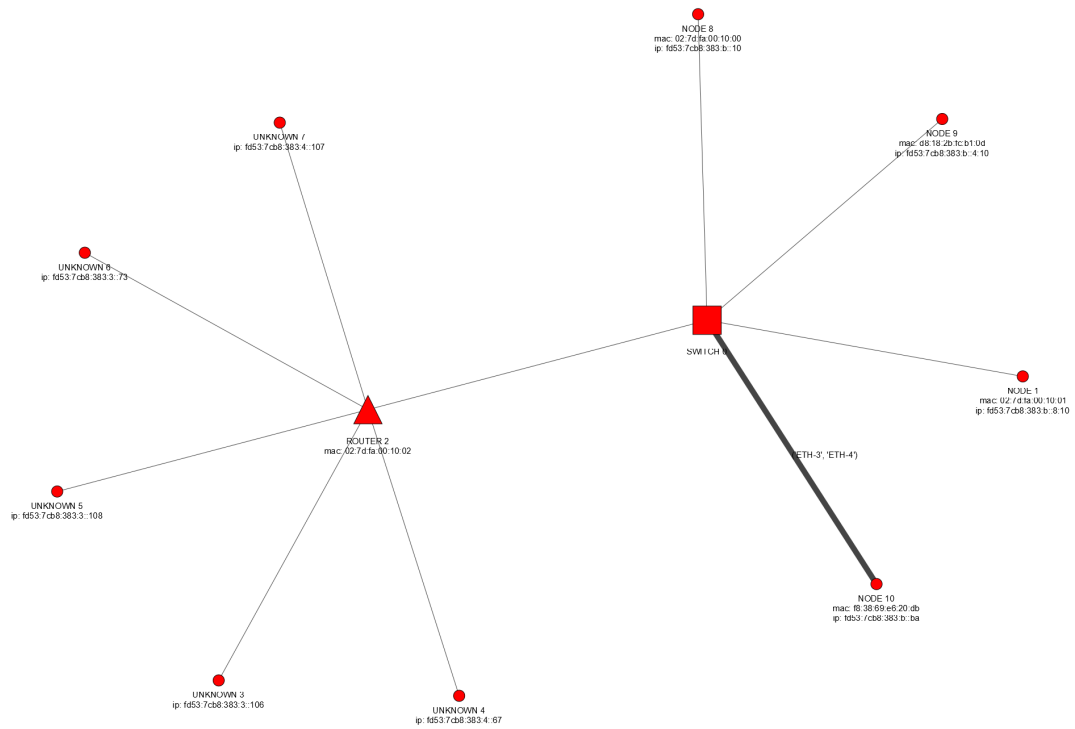 NODE 8
mac: 02:7d:fa:00:10:00
ip: fd53:7cb8:383:b::10
UNKNOWN 7
ip: fd53:7cb8:383:4::107
NODE 9
mac: d8:18:2b:fc:b1:0d
ip: fd53:7cb8:383:b::4:10
UNKNOWN 6
ip: fd53:7cb8:383:3::73
SWITCH 0
NODE 1
mac: 02:7d:fa:00:10:01
ip: fd53:7cb8:383:b::8:10
ROUTER 2
mac: 02:7d:fa:00:10:02
('ETH-3', 'ETH-4')
UNKNOWN 5
ip: fd53:7cb8:383:3::108
NODE 10
mac: f8:38:69:e6:20:db
ip: fd53:7cb8:383:b::ba
UNKNOWN 3
ip: fd53:7cb8:383:3::106
UNKNOWN 4
ip: fd53:7cb8:383:4::67